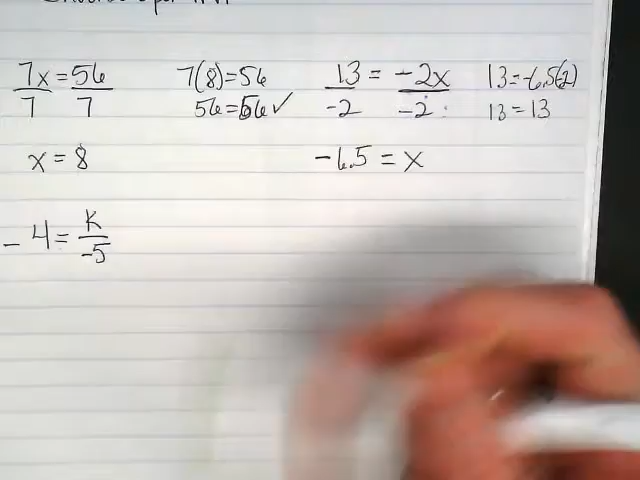 7x = 56 7(8) = 56 13 = -2x 13 = -6.5(-2)
7 7 56 = 56 ✓ -2 -2 13 = 13
x = 8 -6.5 = x
-4 = K
-5